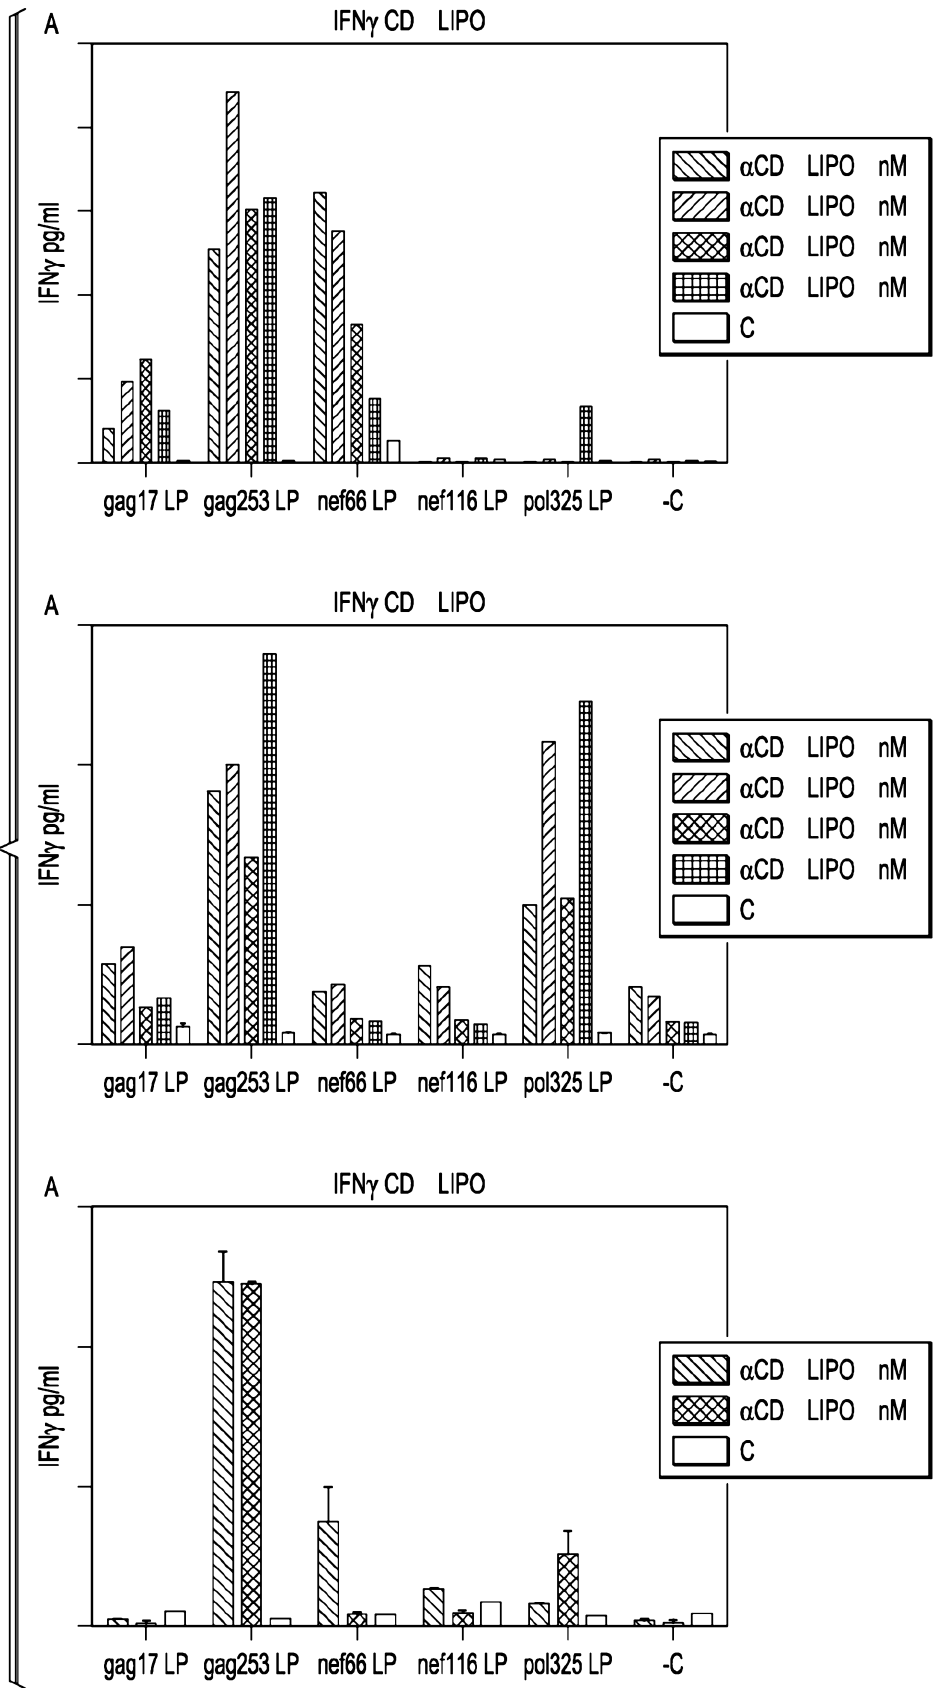 A
IFNγ CD LIPO
IFNγ pg/ml
αCD LIPO nM
αCD LIPO nM
αCD LIPO nM
αCD LIPO nM
C
gag17 LP gag253 LP nef66 LP nef116 LP pol325 LP -C
A
IFNγ CD LIPO
IFNγ pg/ml
αCD LIPO nM
αCD LIPO nM
αCD LIPO nM
αCD LIPO nM
C
gag17 LP gag253 LP nef66 LP nef116 LP pol325 LP -C
A
IFNγ CD LIPO
IFNγ pg/ml
αCD LIPO nM
αCD LIPO nM
C
gag17 LP gag253 LP nef66 LP nef116 LP pol325 LP -C